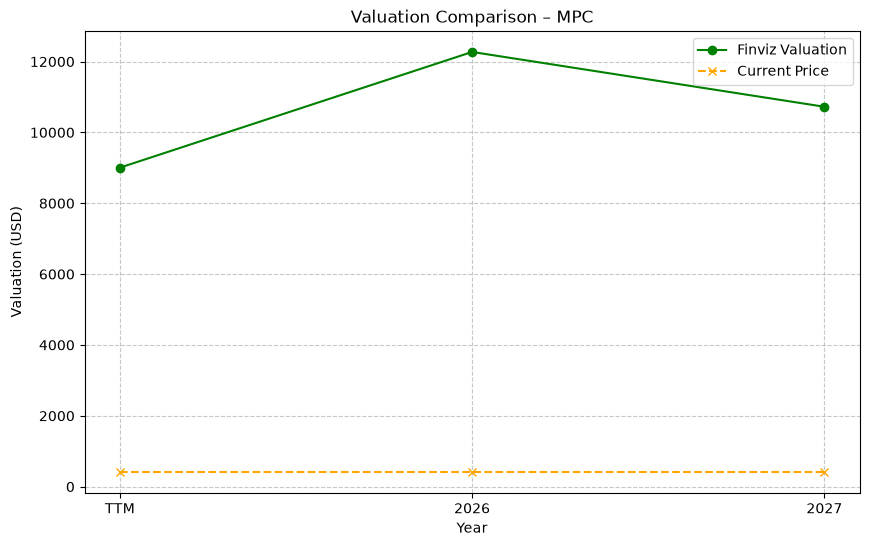 Valuation Comparison – MPC
Finviz Valuation
Current Price
Valuation (USD)
12000
10000
8000
6000
4000
2000
0
TTM
2026
2027
Year